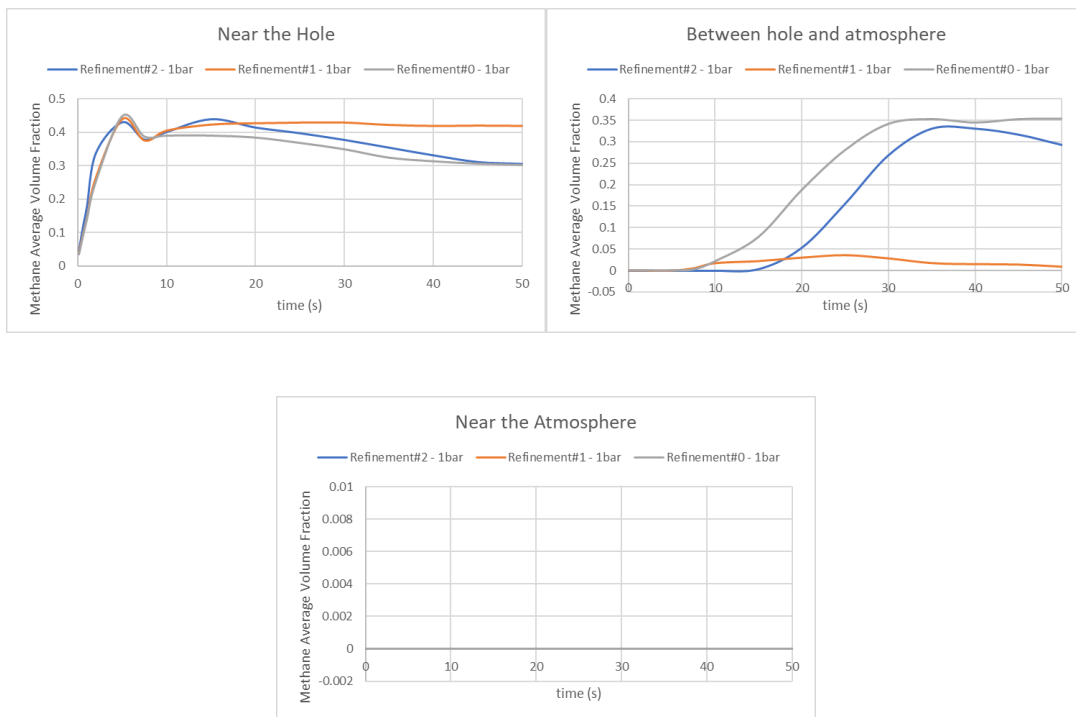 Near the Hole
Refinement#2 - 1bar Refinement#1 - 1bar Refinement#0 - 1bar
Methane Average Volume Fraction
0.5
0.4
0.3
0.2
0.1
0
0 10 20 30 40 50
time (s)
Between hole and atmosphere
Refinement#2 - 1bar Refinement#1 - 1bar Refinement#0 - 1bar
Methane Average Volume Fraction
0.4
0.35
0.3
0.25
0.2
0.15
0.1
0.05
0
-0.05
0 10 20 30 40 50
time (s)
Near the Atmosphere
Refinement#2 - 1bar Refinement#1 - 1bar Refinement#0 - 1bar
Methane Average Volume Fraction
0.01
0.008
0.006
0.004
0.002
0
-0.002
0 10 20 30 40 50
time (s)